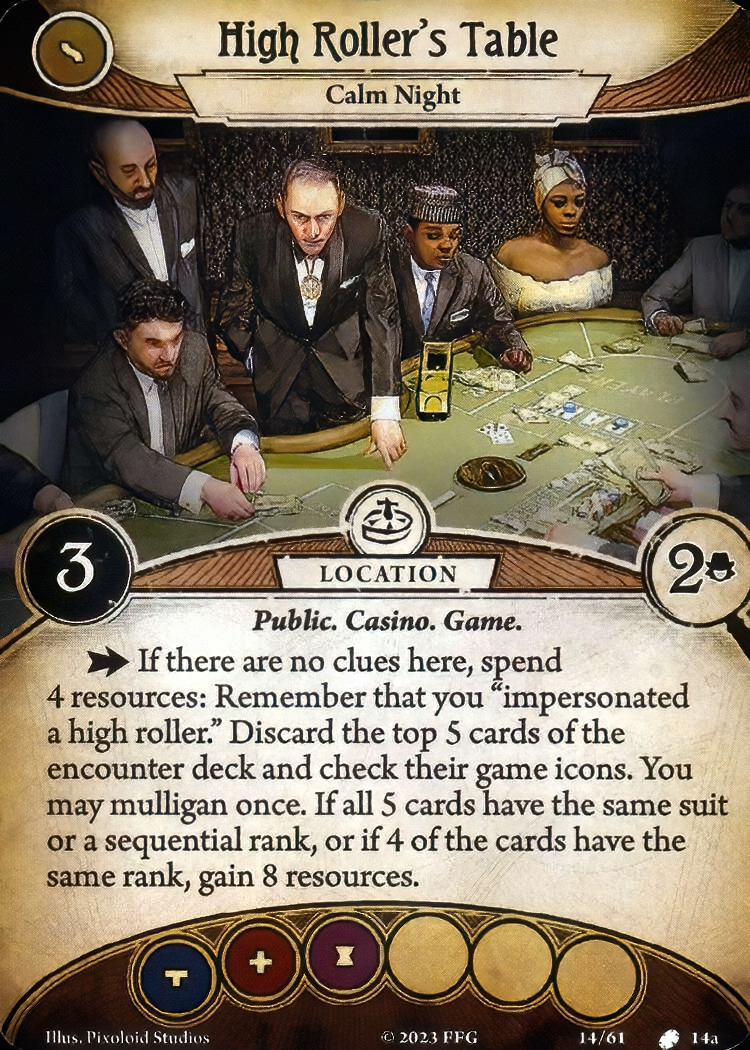 High Roller's Table
Calm Night
3
LOCATION
2
Public. Casino. Game.
If there are no clues here, spend
4 resources: Remember that you “impersonated
a high roller.” Discard the top 5 cards of the
encounter deck and check their game icons. You
may mulligan once. If all 5 cards have the same suit
or a sequential rank, or if 4 of the cards have the
same rank, gain 8 resources.
Illus. Pixoloid Studios
© 2023 FFG
14/61
14a